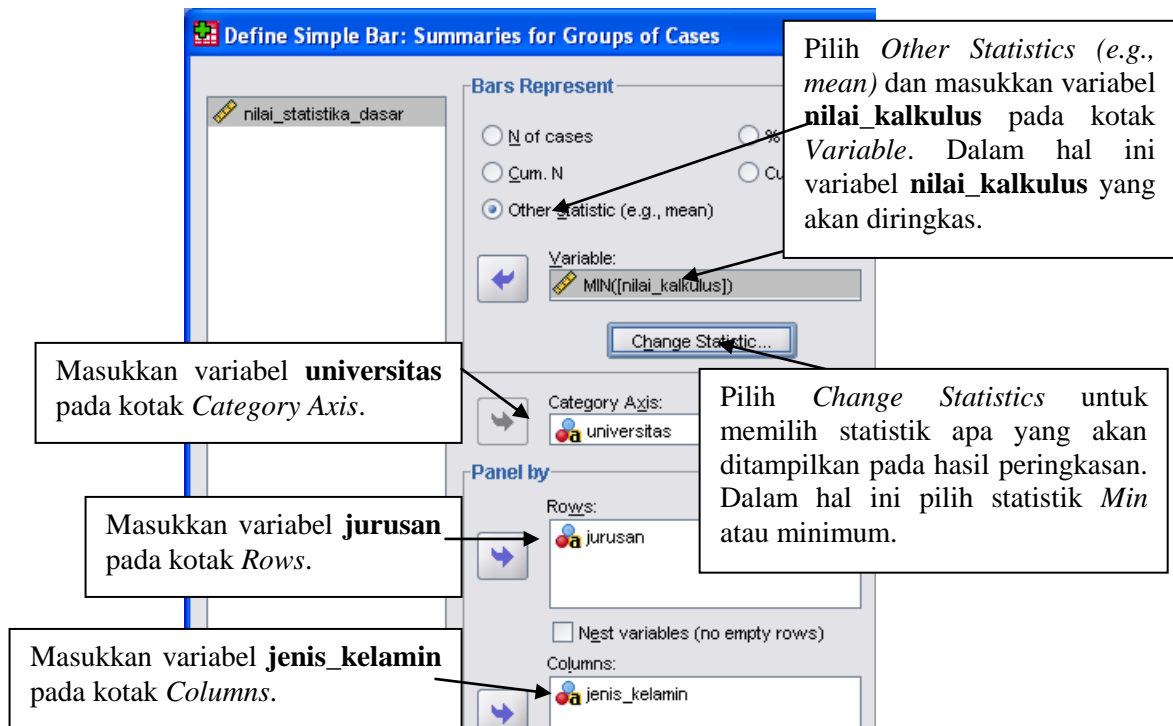 Define Simple Bar: Summaries for Groups of Cases
Pilih Other Statistics (e.g.,
mean) dan masukkan variabel
nilai_kalkulus pada kotak
Variable. Dalam hal ini
variabel nilai_kalkulus yang
akan diringkas.
nilai_statistika_dasar
Bars Represent
N of cases
%
Cum. N
Cu
Other statistic (e.g., mean)
Variable:
MIN([nilai_kalkulus])
Change Statistic...
Masukkan variabel universitas
pada kotak Category Axis.
Category Axis:
universitas
Pilih Change Statistics untuk
memilih statistik apa yang akan
ditampilkan pada hasil peringkasan.
Dalam hal ini pilih statistik Min
atau minimum.
Panel by
Rows:
jurusan
Masukkan variabel jurusan
pada kotak Rows.
Nest variables (no empty rows)
Masukkan variabel jenis_kelamin
pada kotak Columns.
Columns:
jenis_kelamin